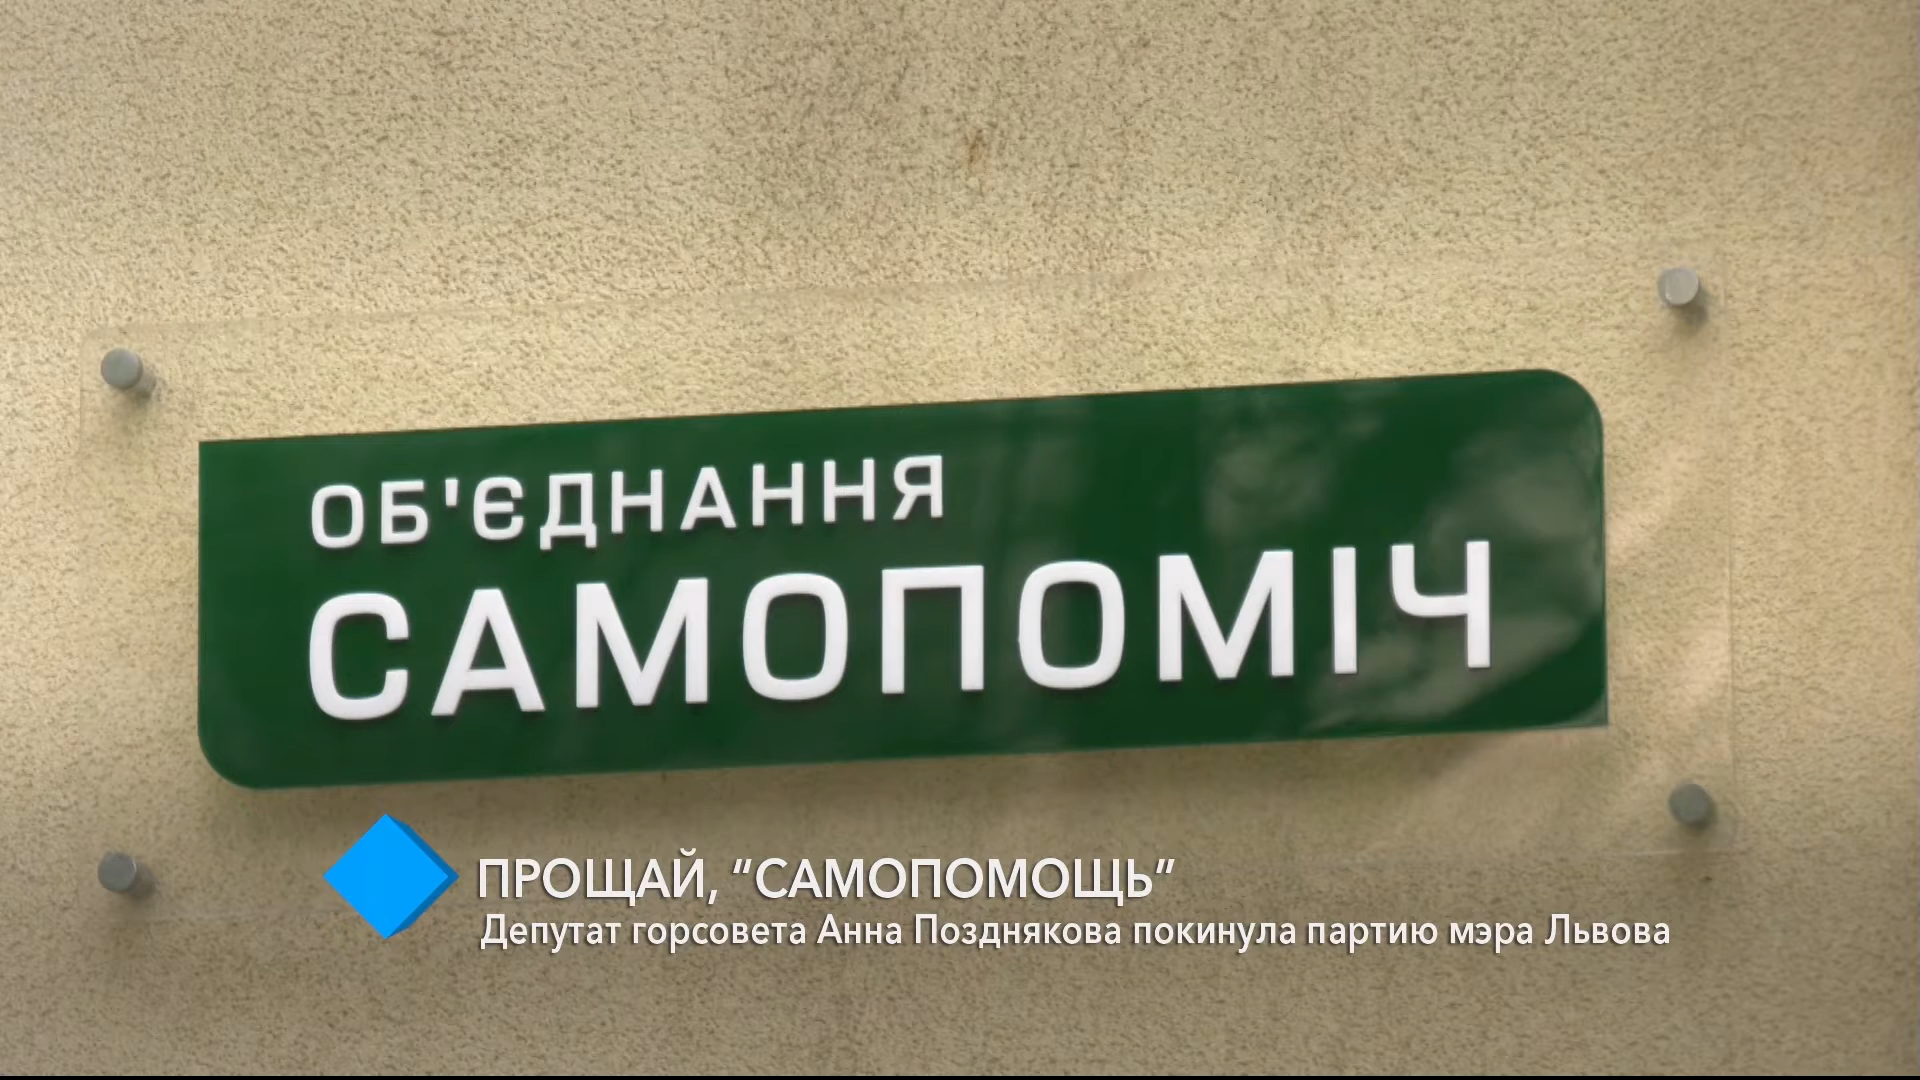 ОБ'ЄДНАННЯ
САМОПОМІЧ
ПРОЩАЙ, “САМОПОМОЩЬ”
Депутат горсовета Анна Позднякова покинула партию мэра Львова